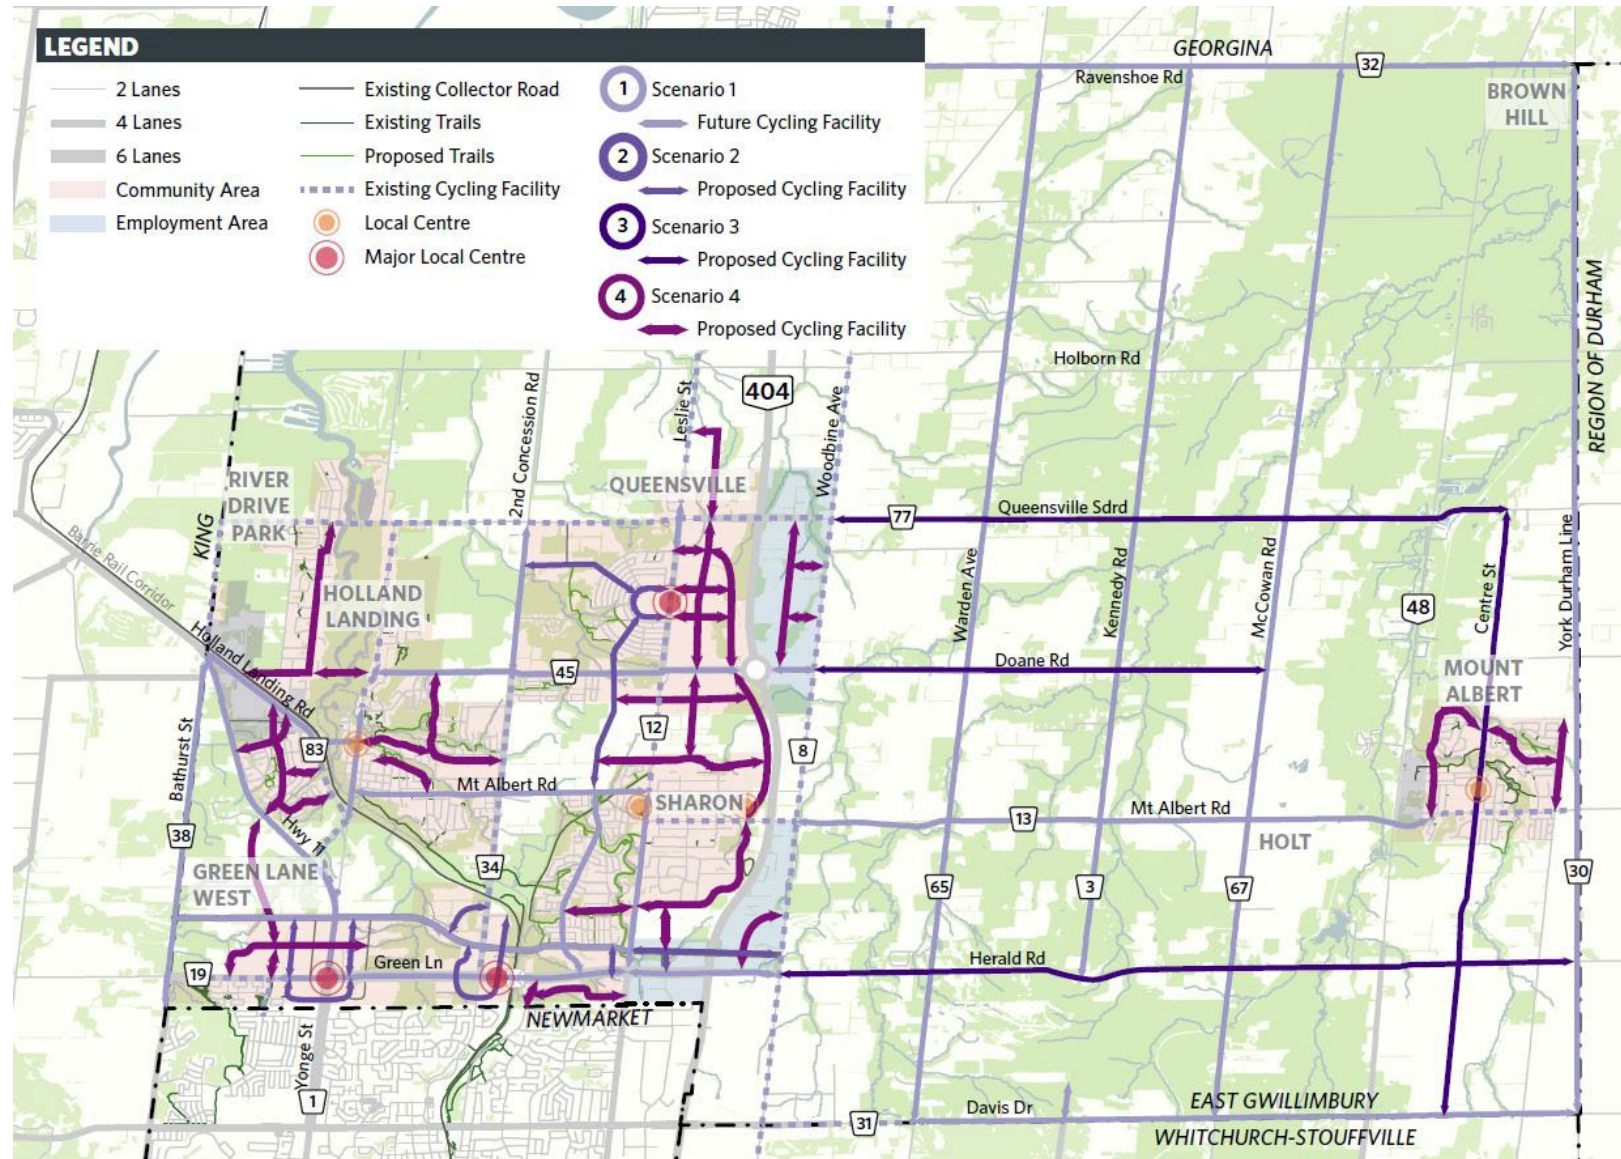 LEGEND
2 Lanes
4 Lanes
6 Lanes
Community Area
Employment Area
Existing Collector Road
Existing Trails
Proposed Trails
Existing Cycling Facility
Local Centre
Major Local Centre
1 Scenario 1
Future Cycling Facility
2 Scenario 2
Proposed Cycling Facility
3 Scenario 3
Proposed Cycling Facility
4 Scenario 4
Proposed Cycling Facility
GEORGINA
Ravenshoe Rd
32
BROWN
HILL
REGION OF DURHAM
Holborn Rd
404
Leslie St
2nd Concession Rd
Woodbine Ave
RIVER
DRIVE
PARK
KING
QUEENSVILLE
77
Queensville Sdrd
Barrie Rail Corridor
HOLLAND
LANDING
Warden Ave
Kennedy Rd
McCowan Rd
48
Centre St
York Durham Line
Holland Landing Rd
45
Doane Rd
MOUNT
ALBERT
Bathurst St
83
12
8
Mt Albert Rd
SHARON
38
Hwy 11
13
Mt Albert Rd
HOLT
GREEN LANE
WEST
34
65
3
67
30
19
Green Ln
Herald Rd
NEWMARKET
Yonge St
1
31
Davis Dr
EAST GWILLIMBURY
WHITCHURCH-STOUFFVILLE